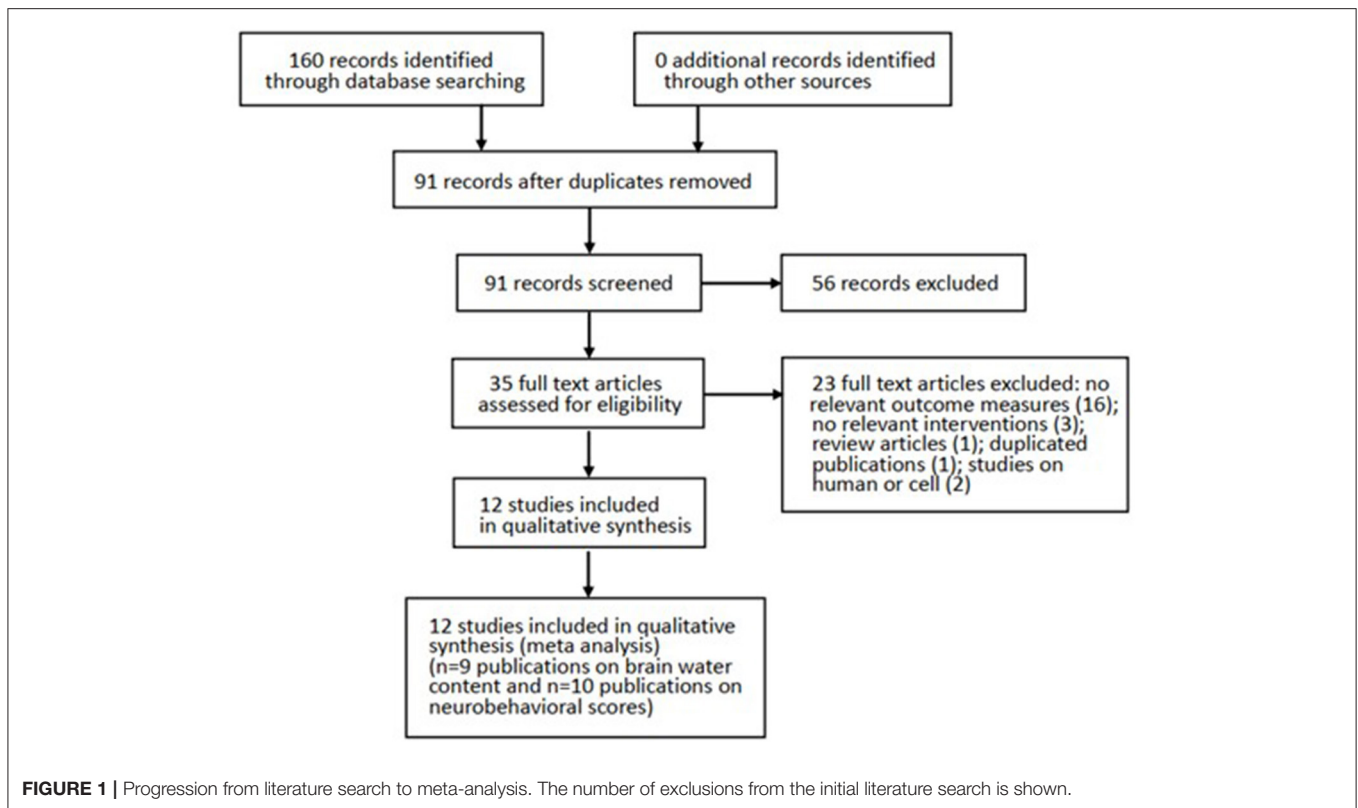 160 records identified
through database searching
0 additional records identified
through other sources
91 records after duplicates removed
91 records screened
56 records excluded
35 full text articles
assessed for eligibility
23 full text articles excluded: no
relevant outcome measures (16);
no relevant interventions (3);
review articles (1); duplicated
publications (1); studies on
human or cell (2)
12 studies included
in qualitative synthesis
12 studies included in qualitative
synthesis (meta analysis)
(n=9 publications on brain water
content and n=10 publications on
neurobehavioral scores)
FIGURE 1 | Progression from literature search to meta-analysis. The number of exclusions from the initial literature search is shown.